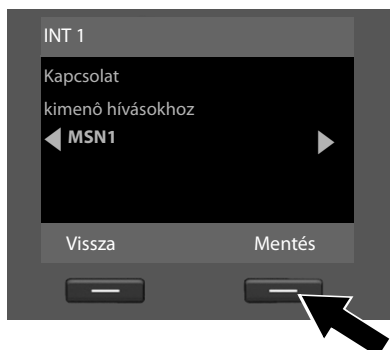 INT 1
Kapcsolat
kimenô hívásokhoz
MSN1
Vissza Mentés